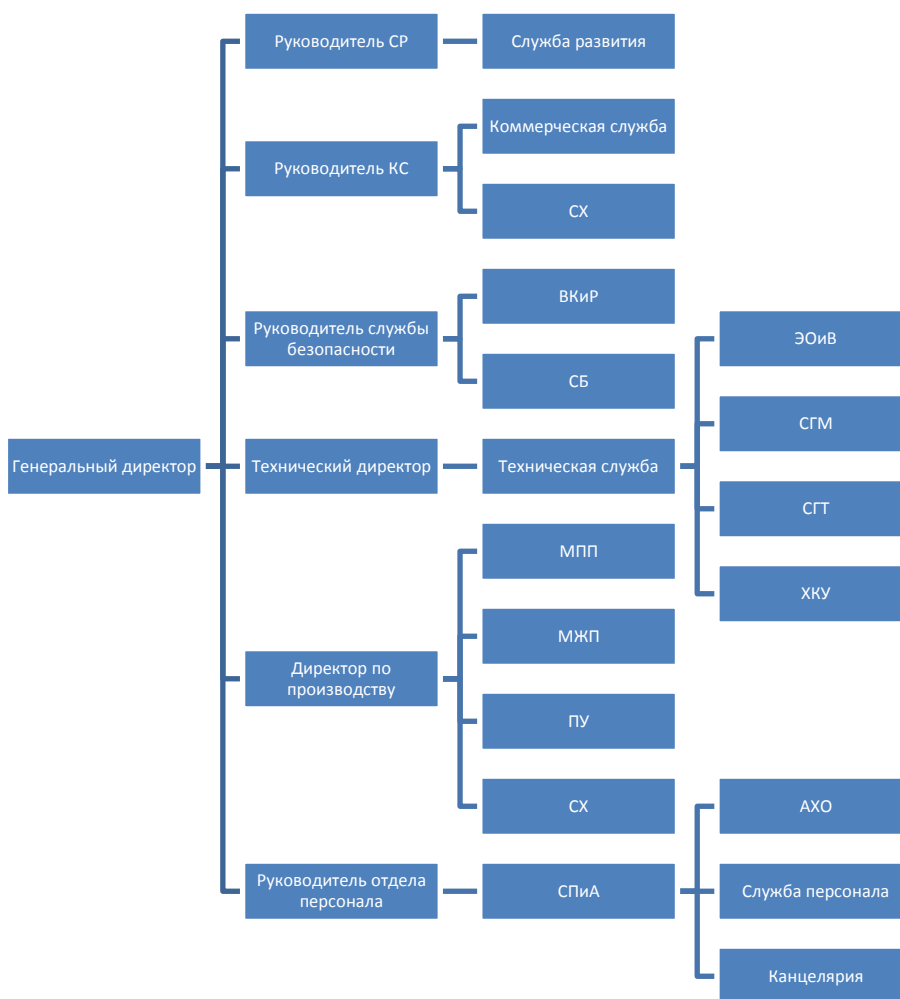 Руководитель СР
Служба развития
Руководитель КС
Коммерческая служба
СХ
Руководитель службы
безопасности
ВКиР
СБ
Генеральный директор
Технический директор
Техническая служба
ЭОиВ
СГМ
СГТ
ХКУ
Директор по
производству
МПП
МЖП
ПУ
СХ
Руководитель отдела
персонала
СПиА
АХО
Служба персонала
Канцелярия